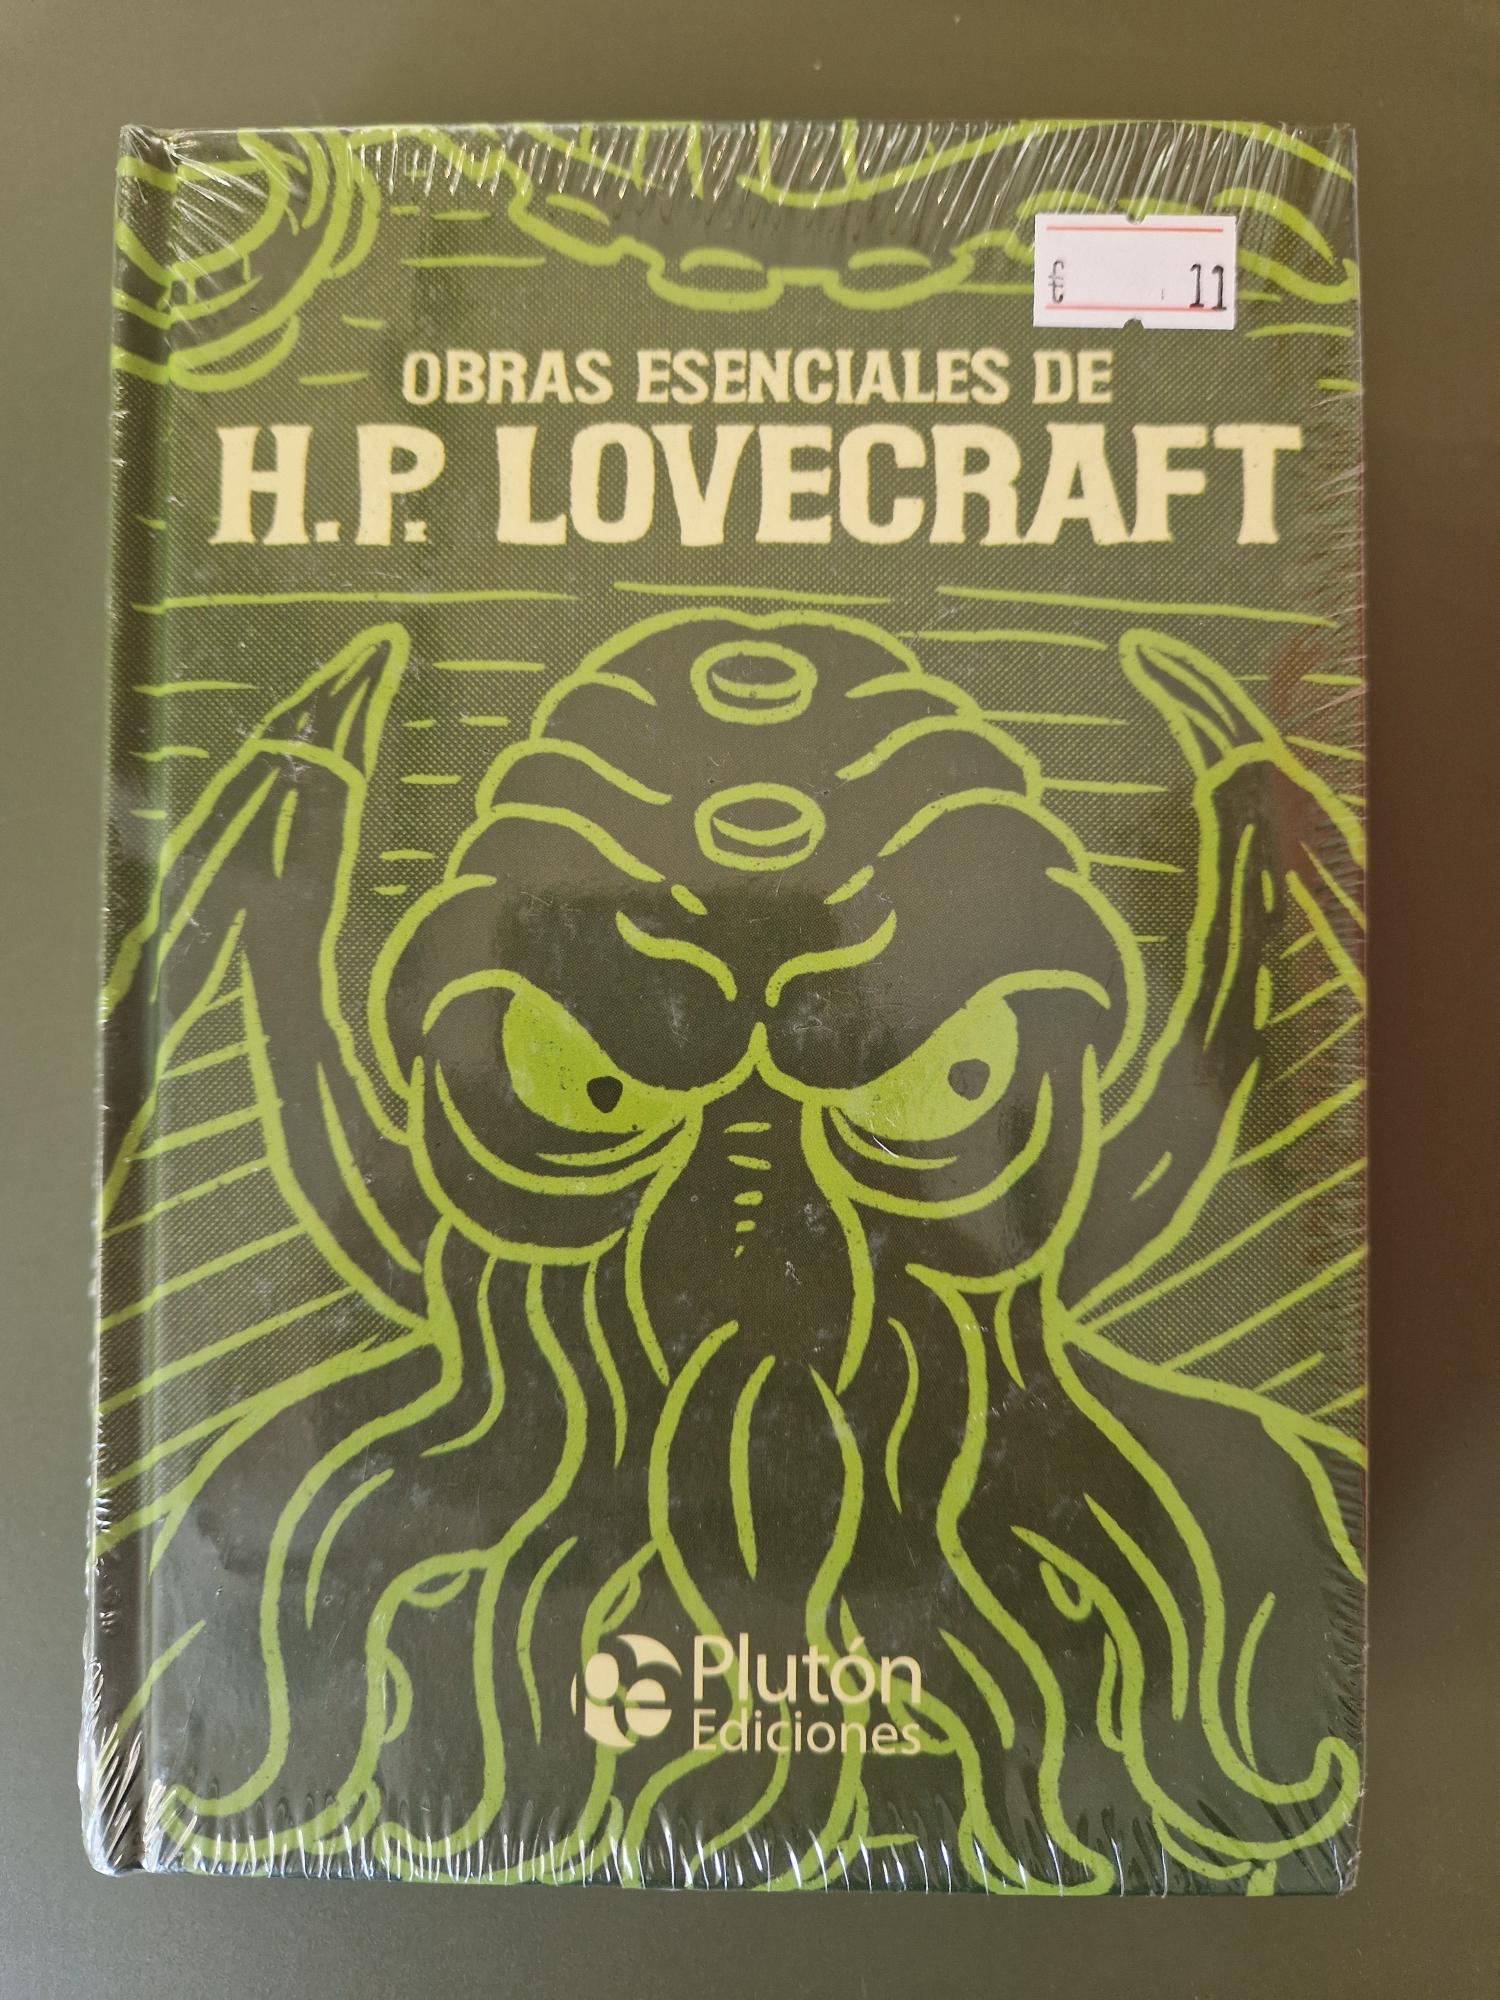 11
OBRAS ESENCIALES DE
H.P. LOVECRAFT
Plutón
Ediciones